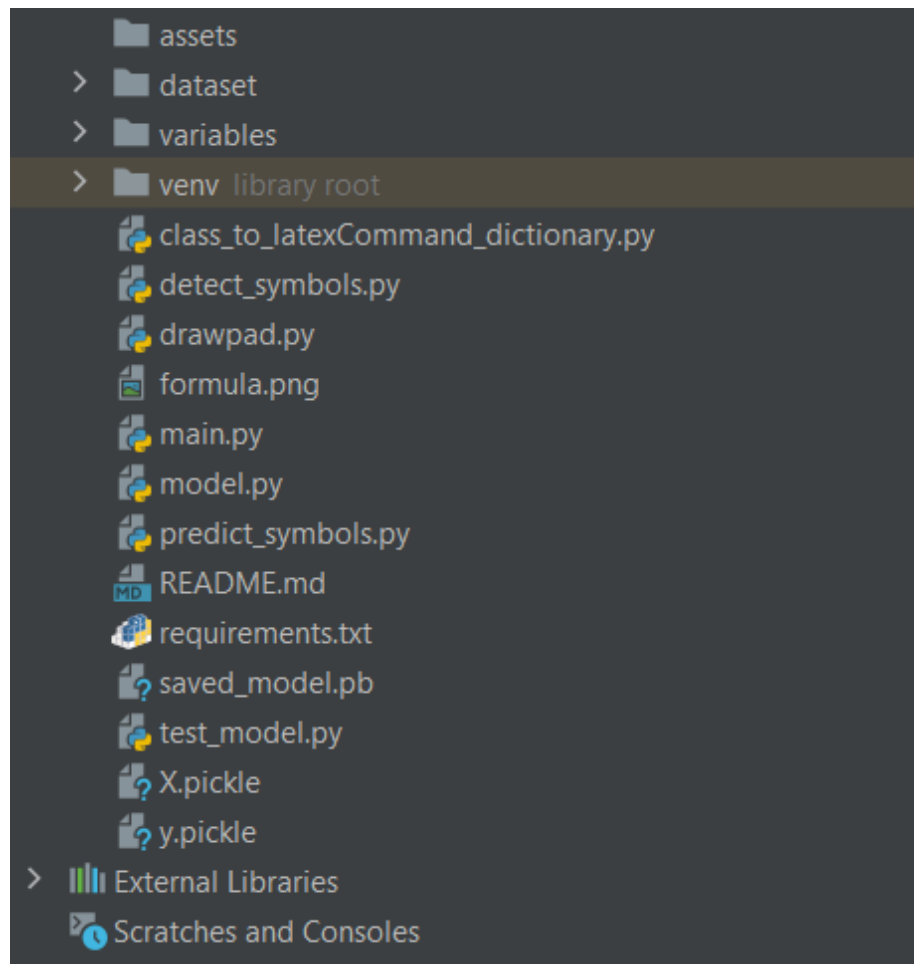 assets
dataset
variables
venv library root
class_to_latexCommand_dictionary.py
detect_symbols.py
drawpad.py
formula.png
main.py
model.py
predict_symbols.py
MD README.md
requirements.txt
saved_model.pb
test_model.py
X.pickle
y.pickle
External Libraries
Scratches and Consoles